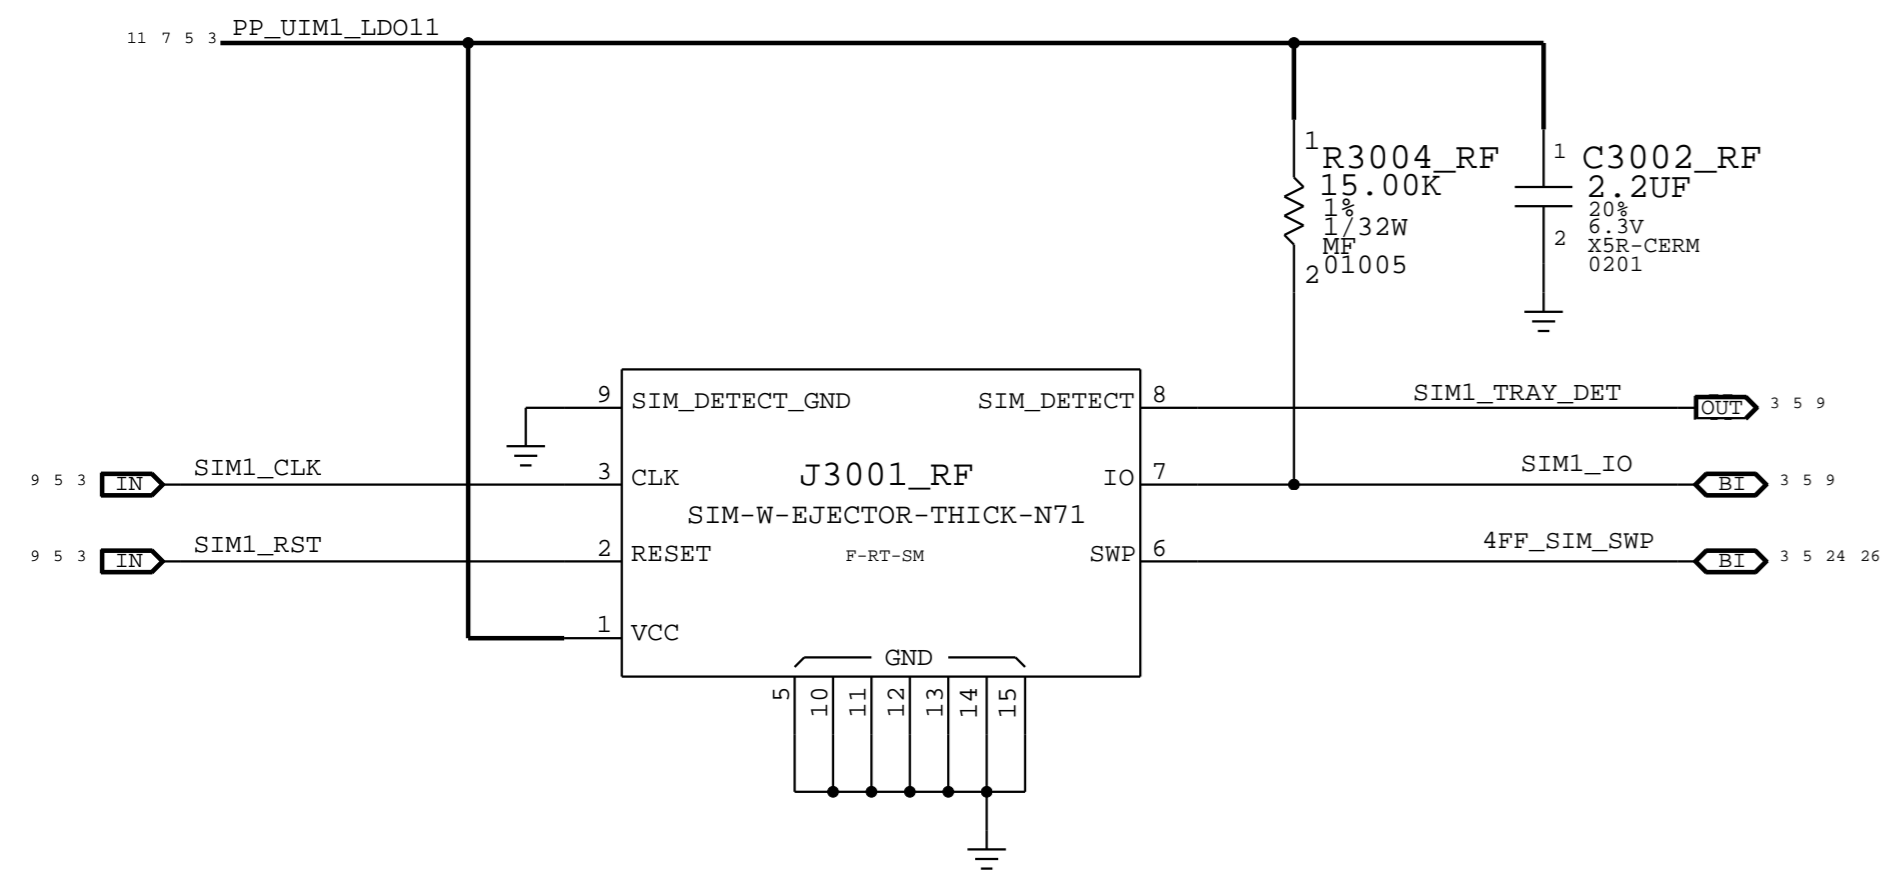 11 7 5 3 PP_UIM1_LDO11
1
R3004_RF
15.00K
1%
1/32W
MF
01005
2
1
C3002_RF
2.2UF
20%
6.3V
X5R-CERM
0201
2
9 SIM_DETECT_GND
SIM_DETECT 8
SIM1_TRAY_DET
OUT 3 5 9
9 5 3 IN
SIM1_CLK
3 CLK
J3001_RF
IO 7
SIM1_IO
BI 3 5 9
SIM-W-EJECTOR-THICK-N71
9 5 3 IN
SIM1_RST
2 RESET
F-RT-SM
SWP 6
4FF_SIM_SWP
BI 3 5 24 26
1 VCC
GND
5
10
11
12
13
14
15